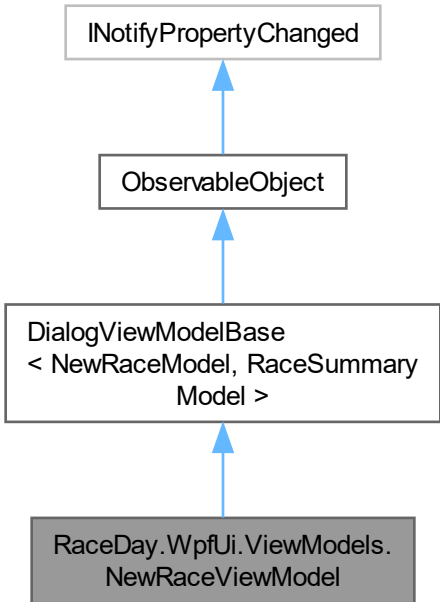 INotifyPropertyChanged
ObservableObject
DialogViewModelBase
< NewRaceModel, RaceSummary
Model >
RaceDay.WpfUi.ViewModels.
NewRaceViewModel